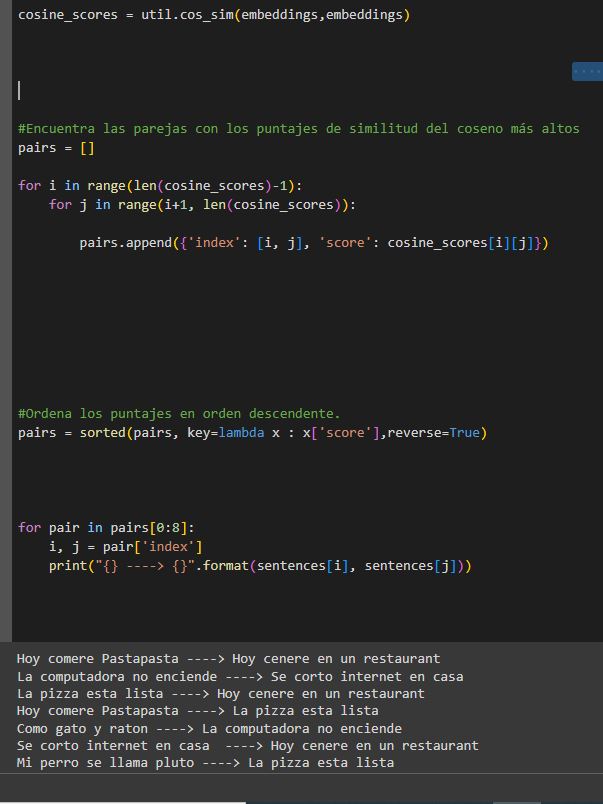 cosine_scores = util.cos_sim(embeddings,embeddings)
#Encuentra las parejas con los puntajes de similitud del coseno más altos
pairs = []
for i in range(len(cosine_scores)-1):
    for j in range(i+1, len(cosine_scores)):
        pairs.append({'index': [i, j], 'score': cosine_scores[i][j]})
#Ordena los puntajes en orden descendente.
pairs = sorted(pairs, key=lambda x : x['score'],reverse=True)
for pair in pairs[0:8]:
    i, j = pair['index']
    print("{} ----> {}".format(sentences[i], sentences[j]))
Hoy comere Pastapasta ----> Hoy cenere en un restaurant
La computadora no enciende ----> Se corto internet en casa
La pizza esta lista ----> Hoy cenere en un restaurant
Hoy comere Pastapasta ----> La pizza esta lista
Como gato y raton ----> La computadora no enciende
Se corto internet en casa  ----> Hoy cenere en un restaurant
Mi perro se llama pluto ----> La pizza esta lista